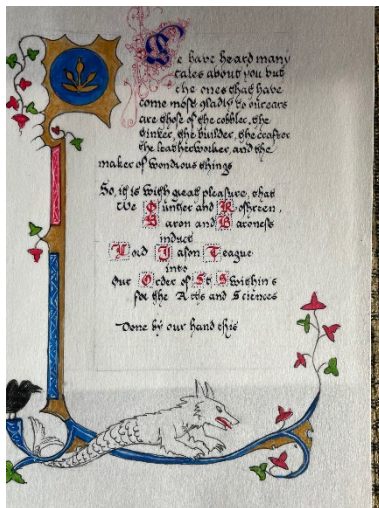 We have heard many
tales about you but
the ones that have
come most gladly to our ears
are those of the cobbler, the
tinker, the builder, the crafter
the leatherworker, and the
maker of wondrous things
So, it is with great pleasure, that
We Gunther and Rosheen,
Baron and Baroness
induct
Lord Jason Teague
into
Our Order of St Swithin's
for the Arts and Sciences
Done by our hand this